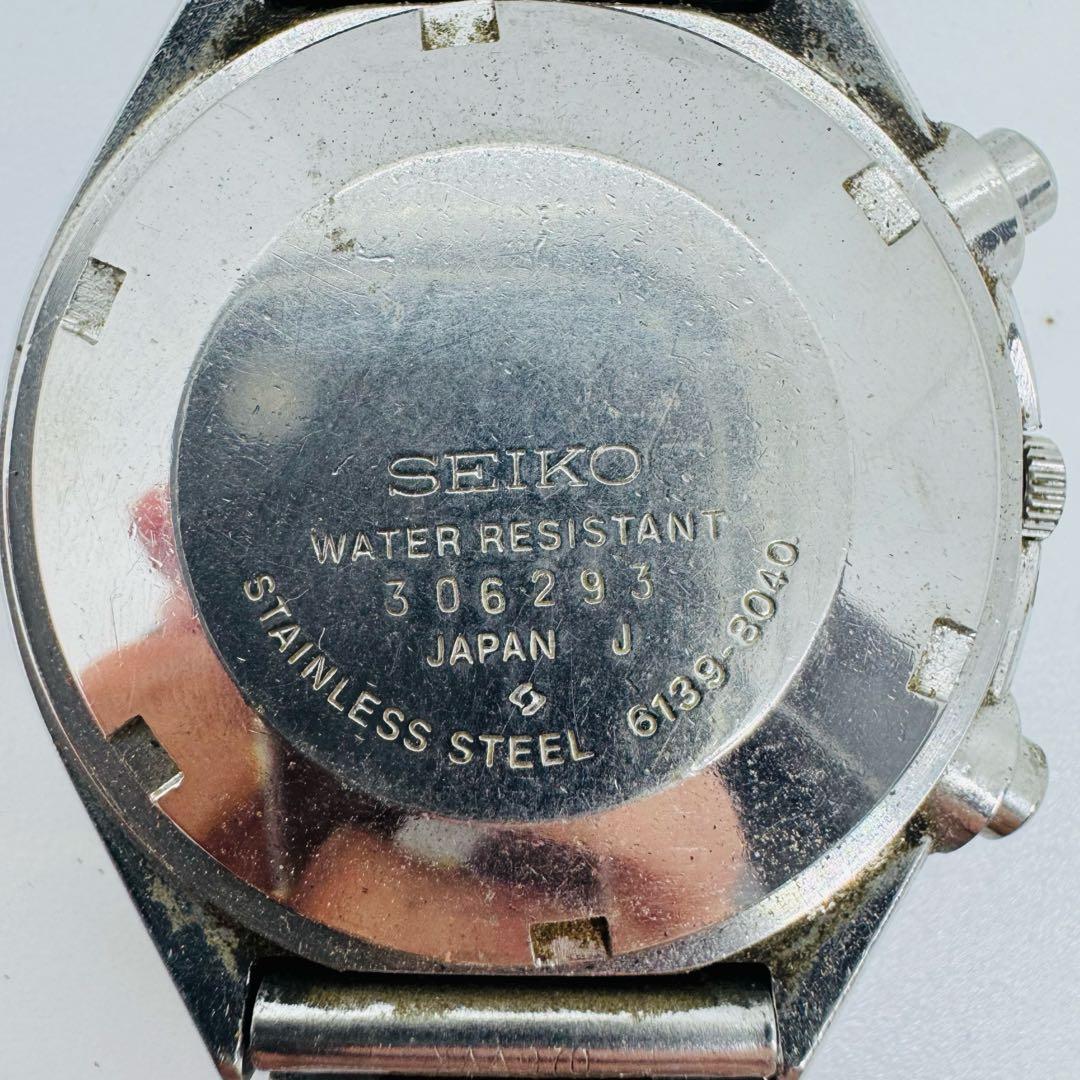 SEIKO
WATER RESISTANT
306293
JAPAN J
STAINLESS STEEL 6139-8040